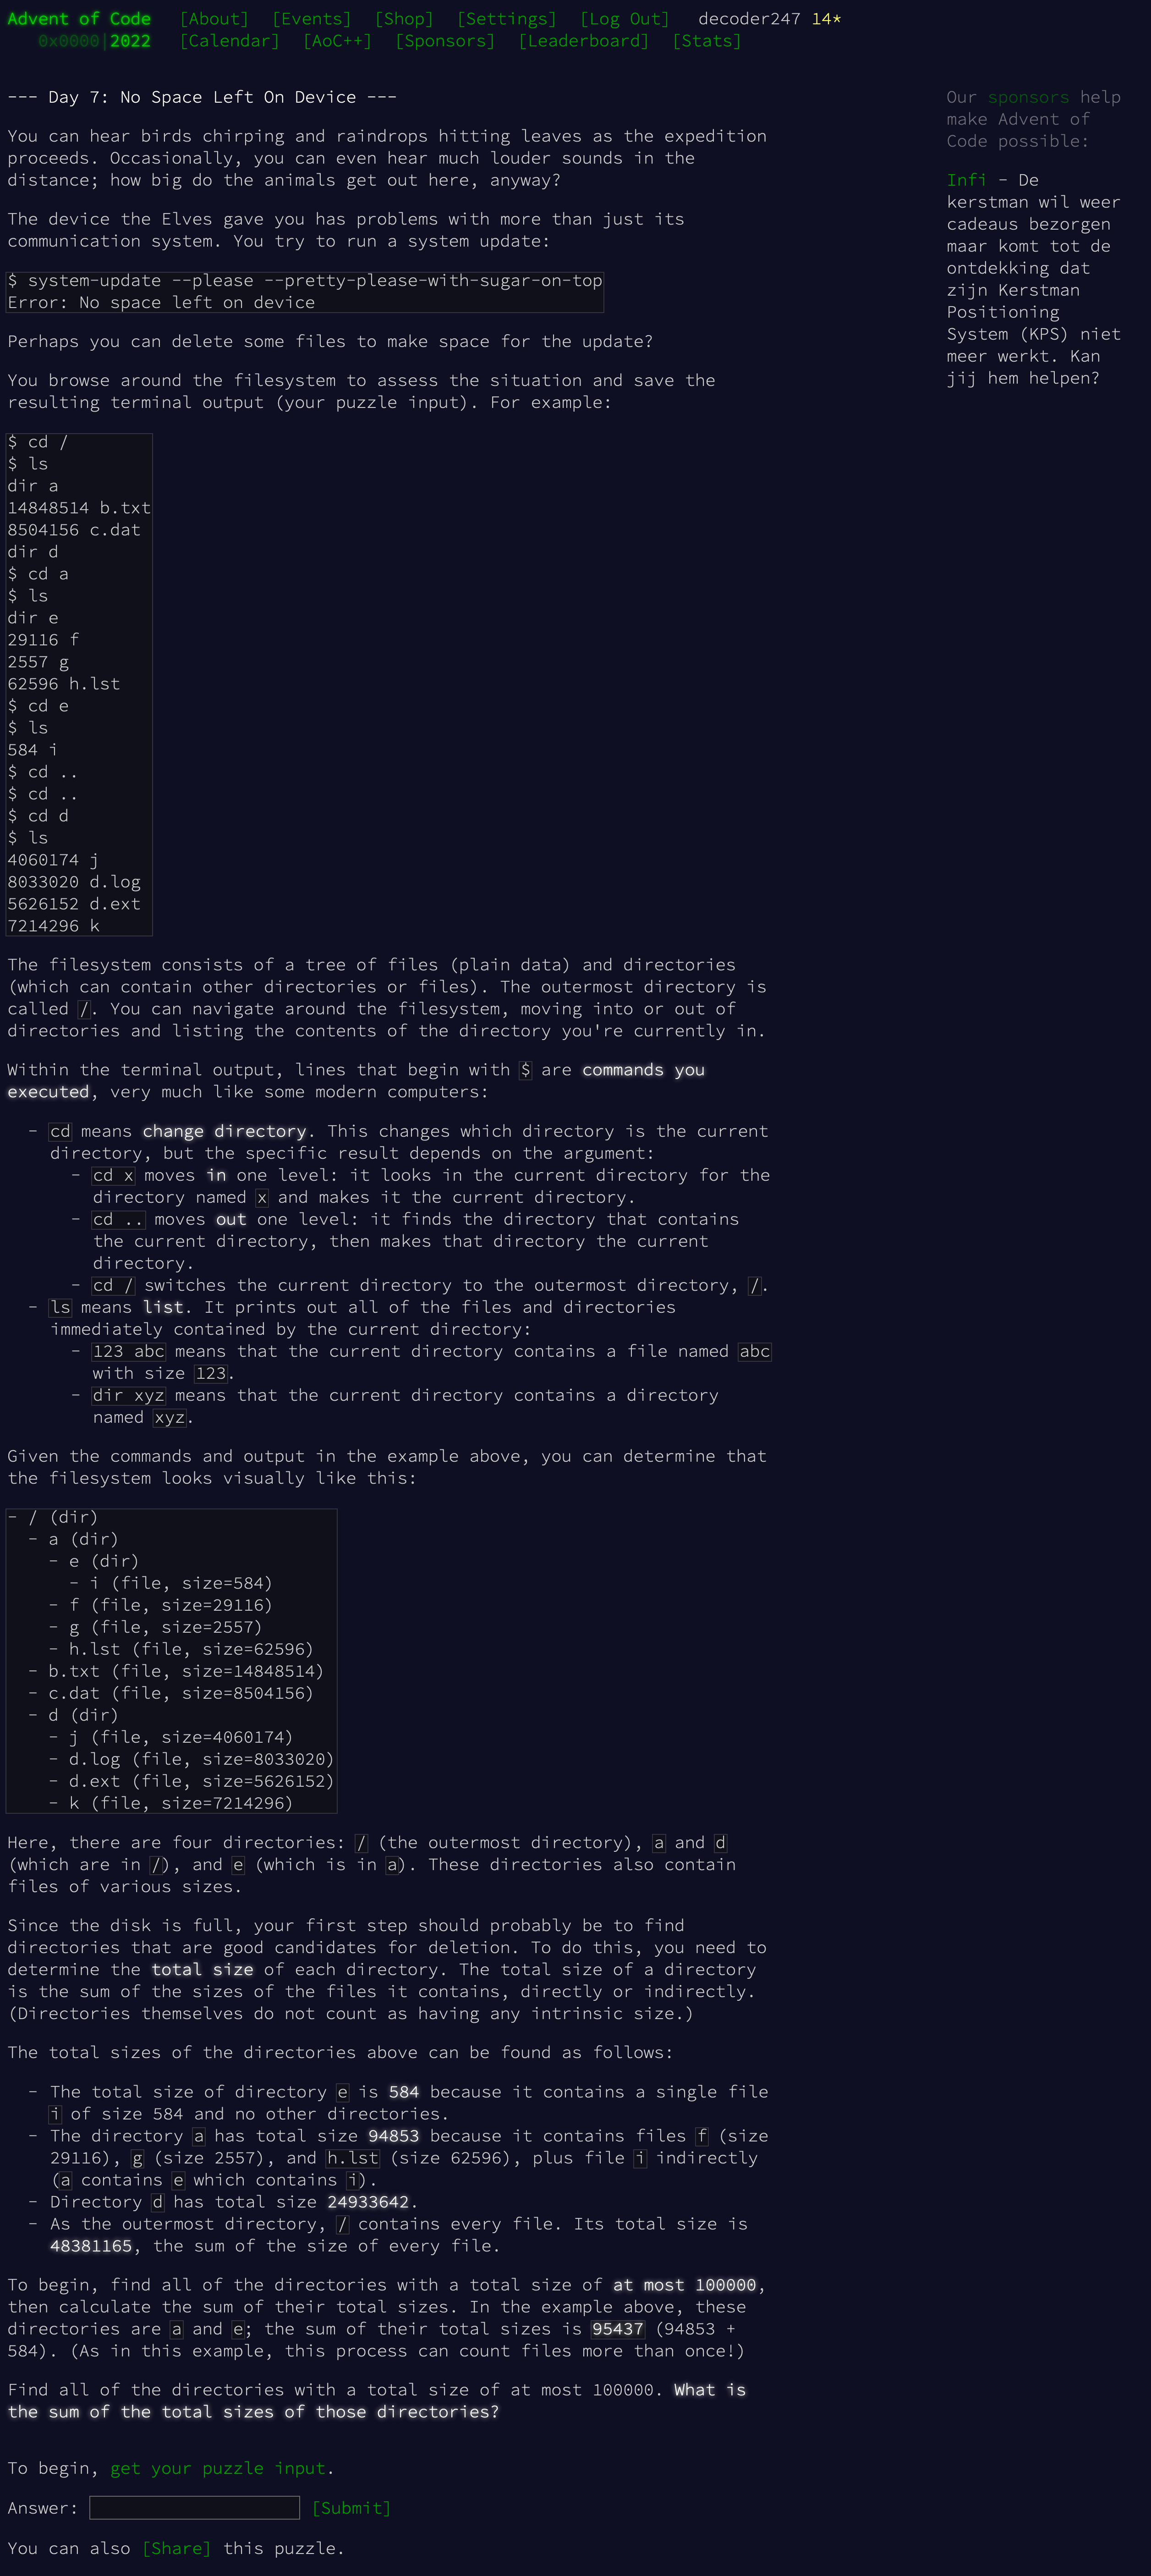 Advent of Code [About] [Events] [Shop] [Settings] [Log Out] decoder247 14*
0x0000|2022 [Calendar] [AoC++] [Sponsors] [Leaderboard] [Stats]
--- Day 7: No Space Left On Device ---
You can hear birds chirping and raindrops hitting leaves as the expedition
proceeds. Occasionally, you can even hear much louder sounds in the
distance; how big do the animals get out here, anyway?
The device the Elves gave you has problems with more than just its
communication system. You try to run a system update:
$ system-update --please --pretty-please-with-sugar-on-top
Error: No space left on device
Perhaps you can delete some files to make space for the update?
You browse around the filesystem to assess the situation and save the
resulting terminal output (your puzzle input). For example:
$ cd /
$ ls
dir a
14848514 b.txt
8504156 c.dat
dir d
$ cd a
$ ls
dir e
29116 f
2557 g
62596 h.lst
$ cd e
$ ls
584 i
$ cd ..
$ cd ..
$ cd d
$ ls
4060174 j
8033020 d.log
5626152 d.ext
7214296 k
The filesystem consists of a tree of files (plain data) and directories
(which can contain other directories or files). The outermost directory is
called /. You can navigate around the filesystem, moving into or out of
directories and listing the contents of the directory you're currently in.
Within the terminal output, lines that begin with $ are commands you
executed, very much like some modern computers:
- cd means change directory. This changes which directory is the current
directory, but the specific result depends on the argument:
- cd x moves in one level: it looks in the current directory for the
directory named x and makes it the current directory.
- cd .. moves out one level: it finds the directory that contains
the current directory, then makes that directory the current
directory.
- cd / switches the current directory to the outermost directory, /.
- ls means list. It prints out all of the files and directories
immediately contained by the current directory:
- 123 abc means that the current directory contains a file named abc
with size 123.
- dir xyz means that the current directory contains a directory
named xyz.
Given the commands and output in the example above, you can determine that
the filesystem looks visually like this:
- / (dir)
- a (dir)
- e (dir)
- i (file, size=584)
- f (file, size=29116)
- g (file, size=2557)
- h.lst (file, size=62596)
- b.txt (file, size=14848514)
- c.dat (file, size=8504156)
- d (dir)
- j (file, size=4060174)
- d.log (file, size=8033020)
- d.ext (file, size=5626152)
- k (file, size=7214296)
Here, there are four directories: / (the outermost directory), a and d
(which are in /), and e (which is in a). These directories also contain
files of various sizes.
Since the disk is full, your first step should probably be to find
directories that are good candidates for deletion. To do this, you need to
determine the total size of each directory. The total size of a directory
is the sum of the sizes of the files it contains, directly or indirectly.
(Directories themselves do not count as having any intrinsic size.)
The total sizes of the directories above can be found as follows:
- The total size of directory e is 584 because it contains a single file
i of size 584 and no other directories.
- The directory a has total size 94853 because it contains files f (size
29116), g (size 2557), and h.lst (size 62596), plus file i indirectly
(a contains e which contains i).
- Directory d has total size 24933642.
- As the outermost directory, / contains every file. Its total size is
48381165, the sum of the size of every file.
To begin, find all of the directories with a total size of at most 100000,
then calculate the sum of their total sizes. In the example above, these
directories are a and e; the sum of their total sizes is 95437 (94853 +
584). (As in this example, this process can count files more than once!)
Find all of the directories with a total size of at most 100000. What is
the sum of the total sizes of those directories?
To begin, get your puzzle input.
Answer: [Submit]
You can also [Share] this puzzle.
Our sponsors help
make Advent of
Code possible:
Infi - De
kerstman wil weer
cadeaus bezorgen
maar komt tot de
ontdekking dat
zijn Kerstman
Positioning
System (KPS) niet
meer werkt. Kan
jij hem helpen?